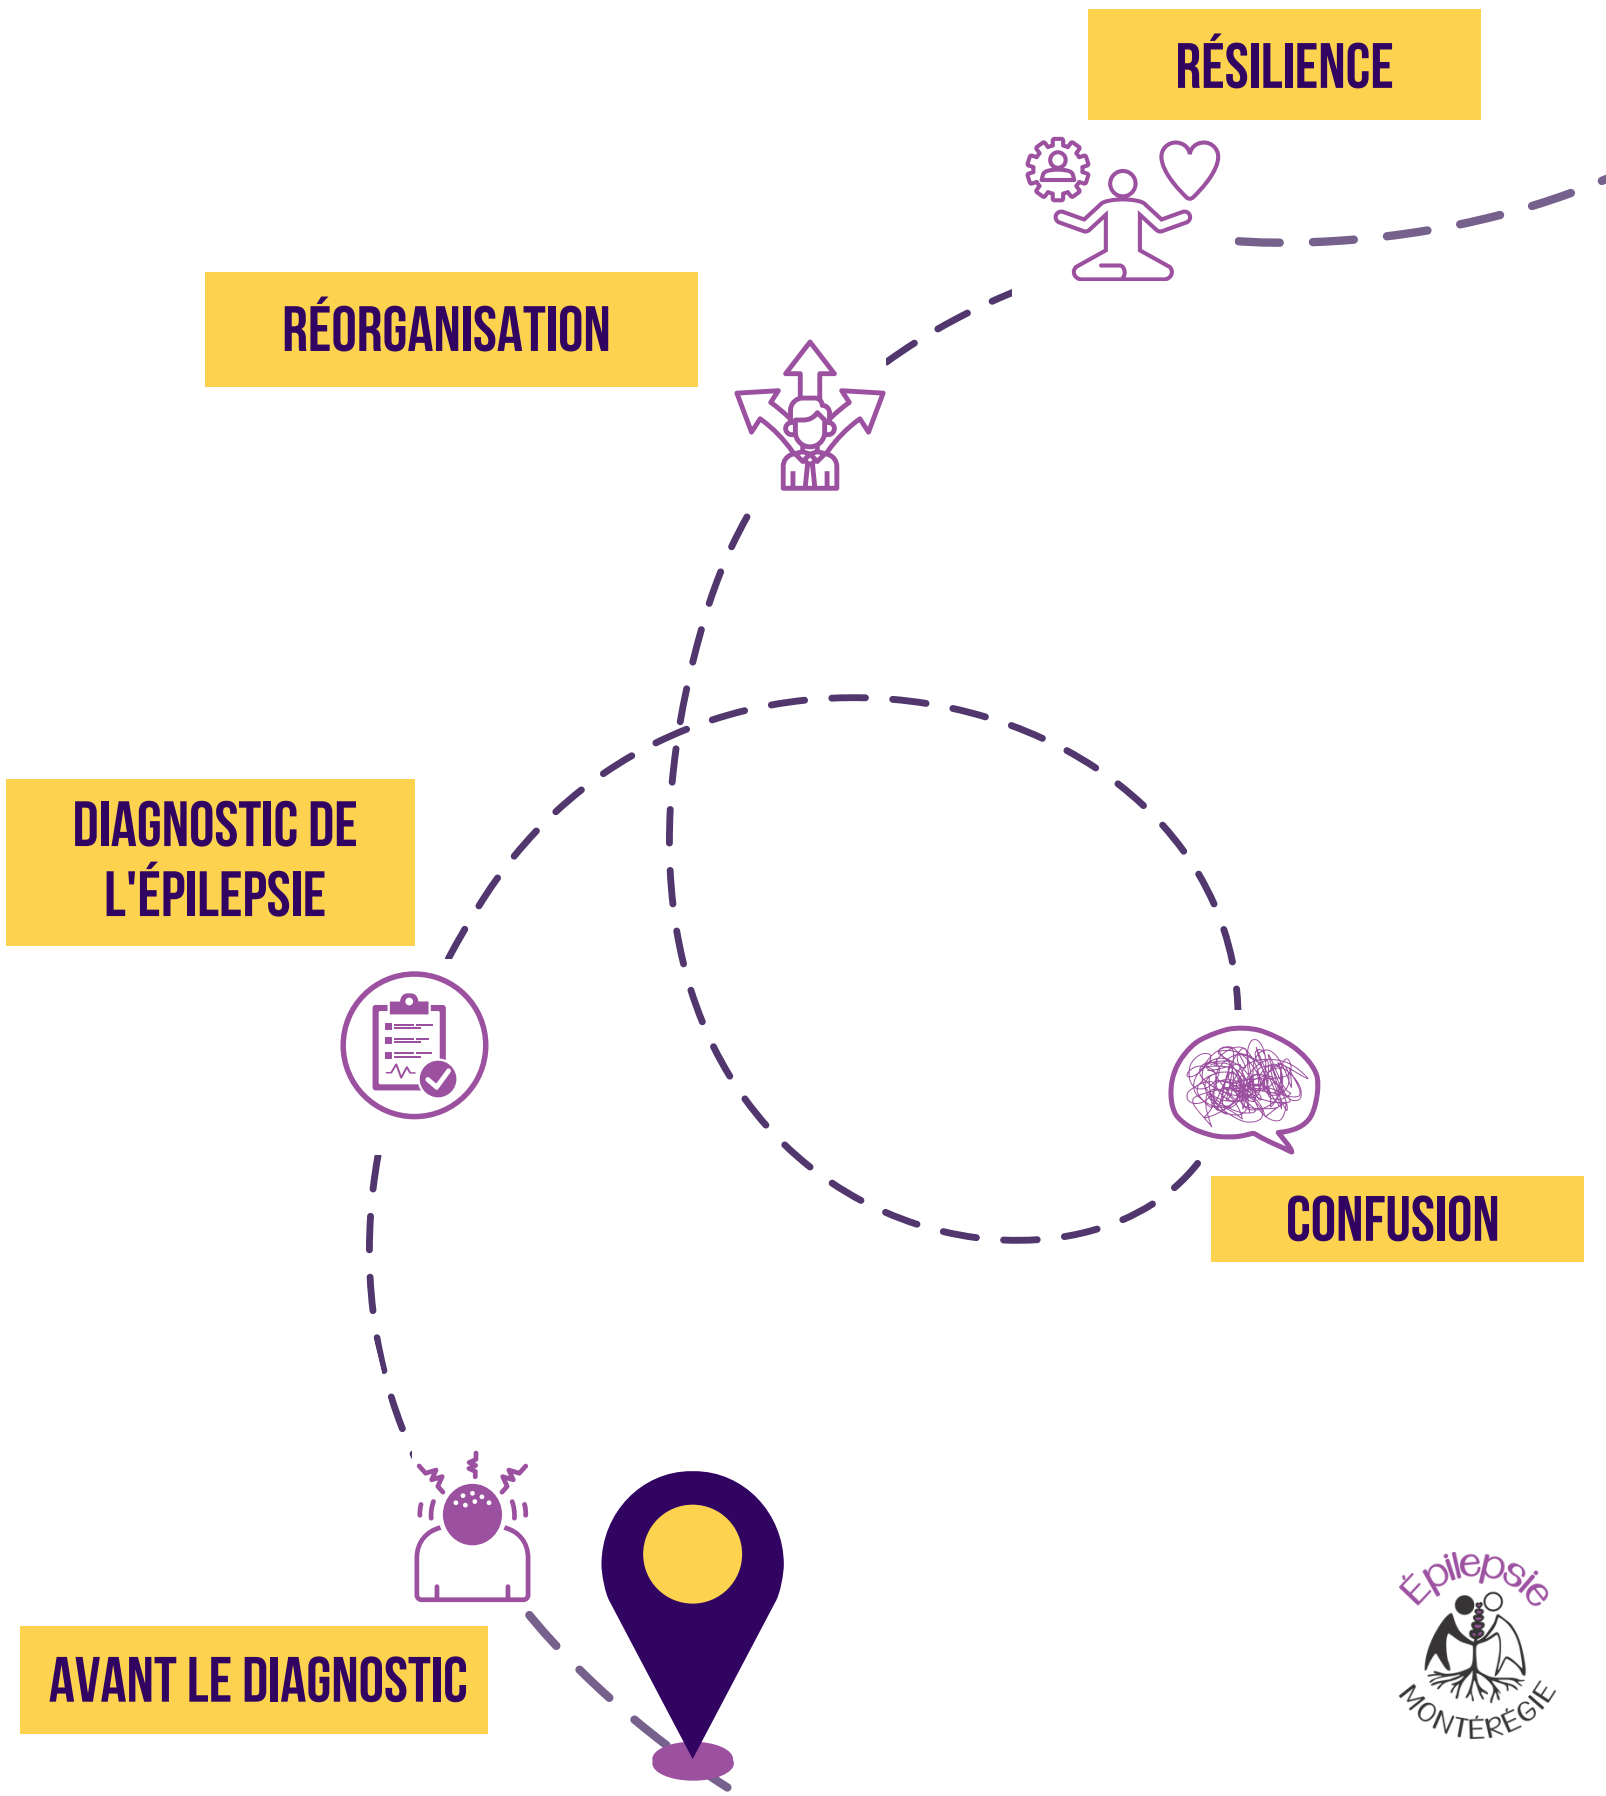 RÉSILIENCE
RÉORGANISATION
DIAGNOSTIC DE
L'ÉPILEPSIE
CONFUSION
AVANT LE DIAGNOSTIC
Épilepsie
MONTÉRÉGIE